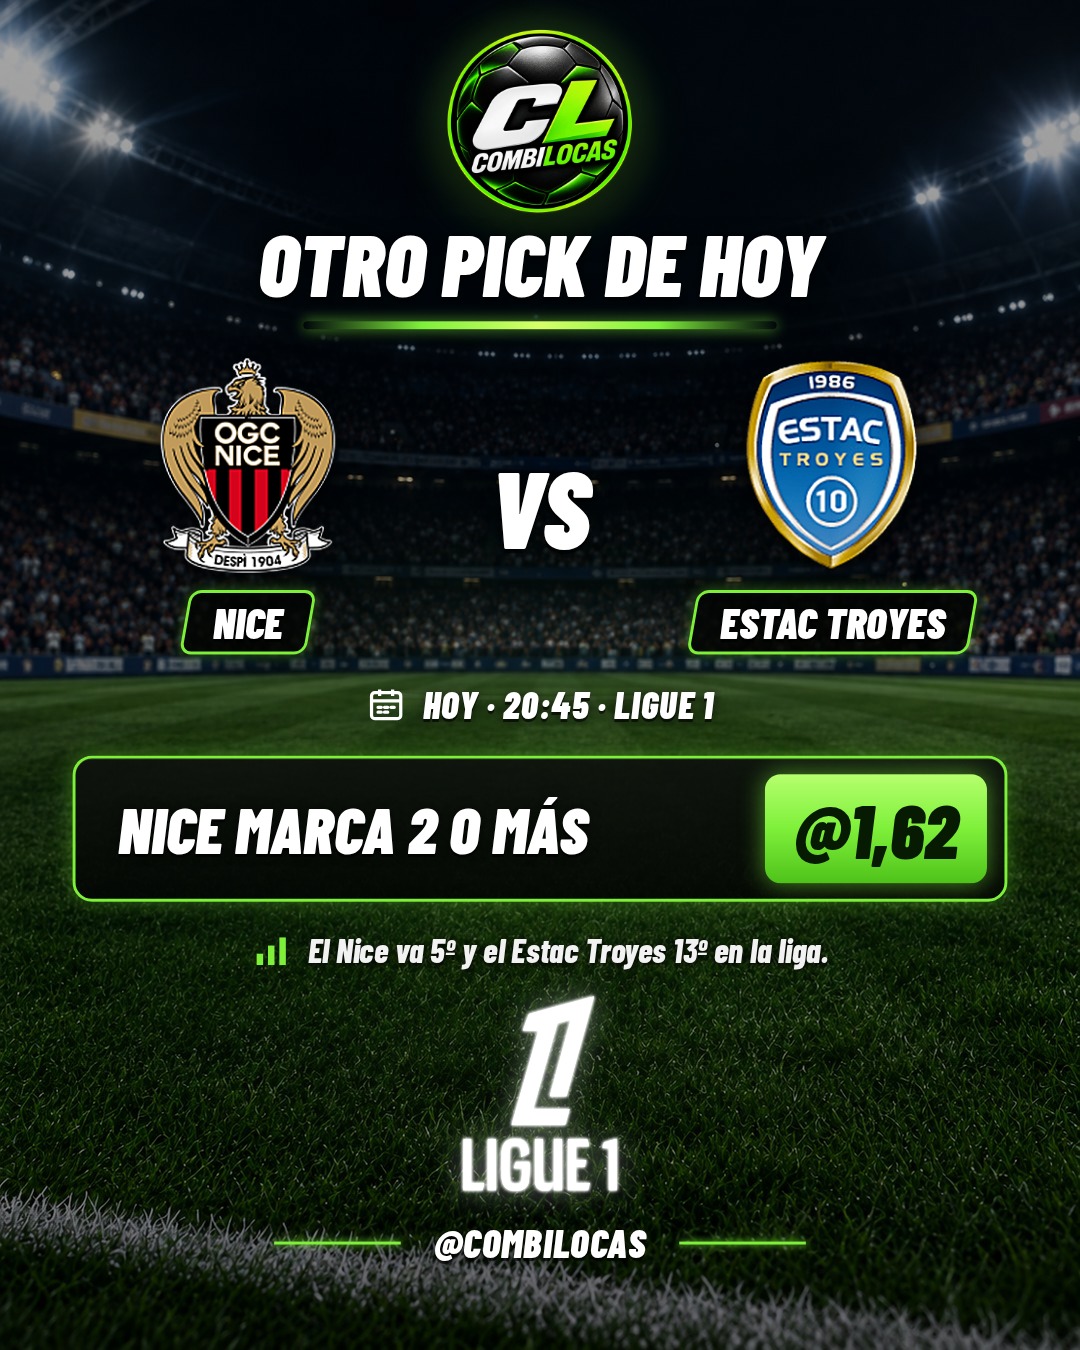 CL
COMBILOCAS
OTRO PICK DE HOY
OGC
NICE
DESPÍ 1904
1986
ESTAC
TROYES
10
VS
NICE
ESTAC TROYES
HOY · 20:45 · LIGUE 1
NICE MARCA 2 O MÁS
@1,62
El Nice va 5º y el Estac Troyes 13º en la liga.
LIGUE 1
@COMBILOCAS